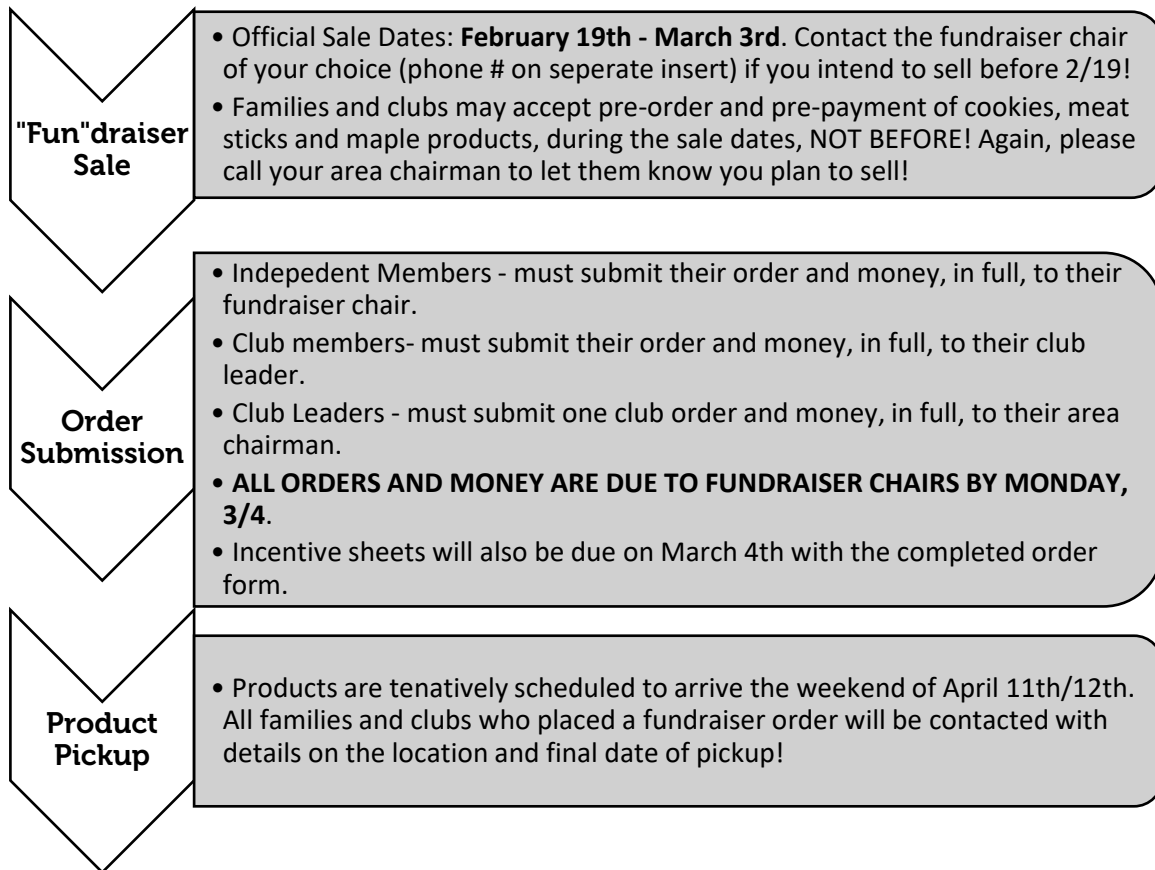 "Fun"draiser
Sale
• Official Sale Dates: February 19th - March 3rd. Contact the fundraiser chair
of your choice (phone # on seperate insert) if you intend to sell before 2/19!
• Families and clubs may accept pre-order and pre-payment of cookies, meat
sticks and maple products, during the sale dates, NOT BEFORE! Again, please
call your area chairman to let them know you plan to sell!
Order
Submission
• Indepedent Members - must submit their order and money, in full, to their
fundraiser chair.
• Club members- must submit their order and money, in full, to their club
leader.
• Club Leaders - must submit one club order and money, in full, to their area
chairman.
• ALL ORDERS AND MONEY ARE DUE TO FUNDRAISER CHAIRS BY MONDAY,
3/4.
• Incentive sheets will also be due on March 4th with the completed order
form.
Product
Pickup
• Products are tenatively scheduled to arrive the weekend of April 11th/12th.
All families and clubs who placed a fundraiser order will be contacted with
details on the location and final date of pickup!